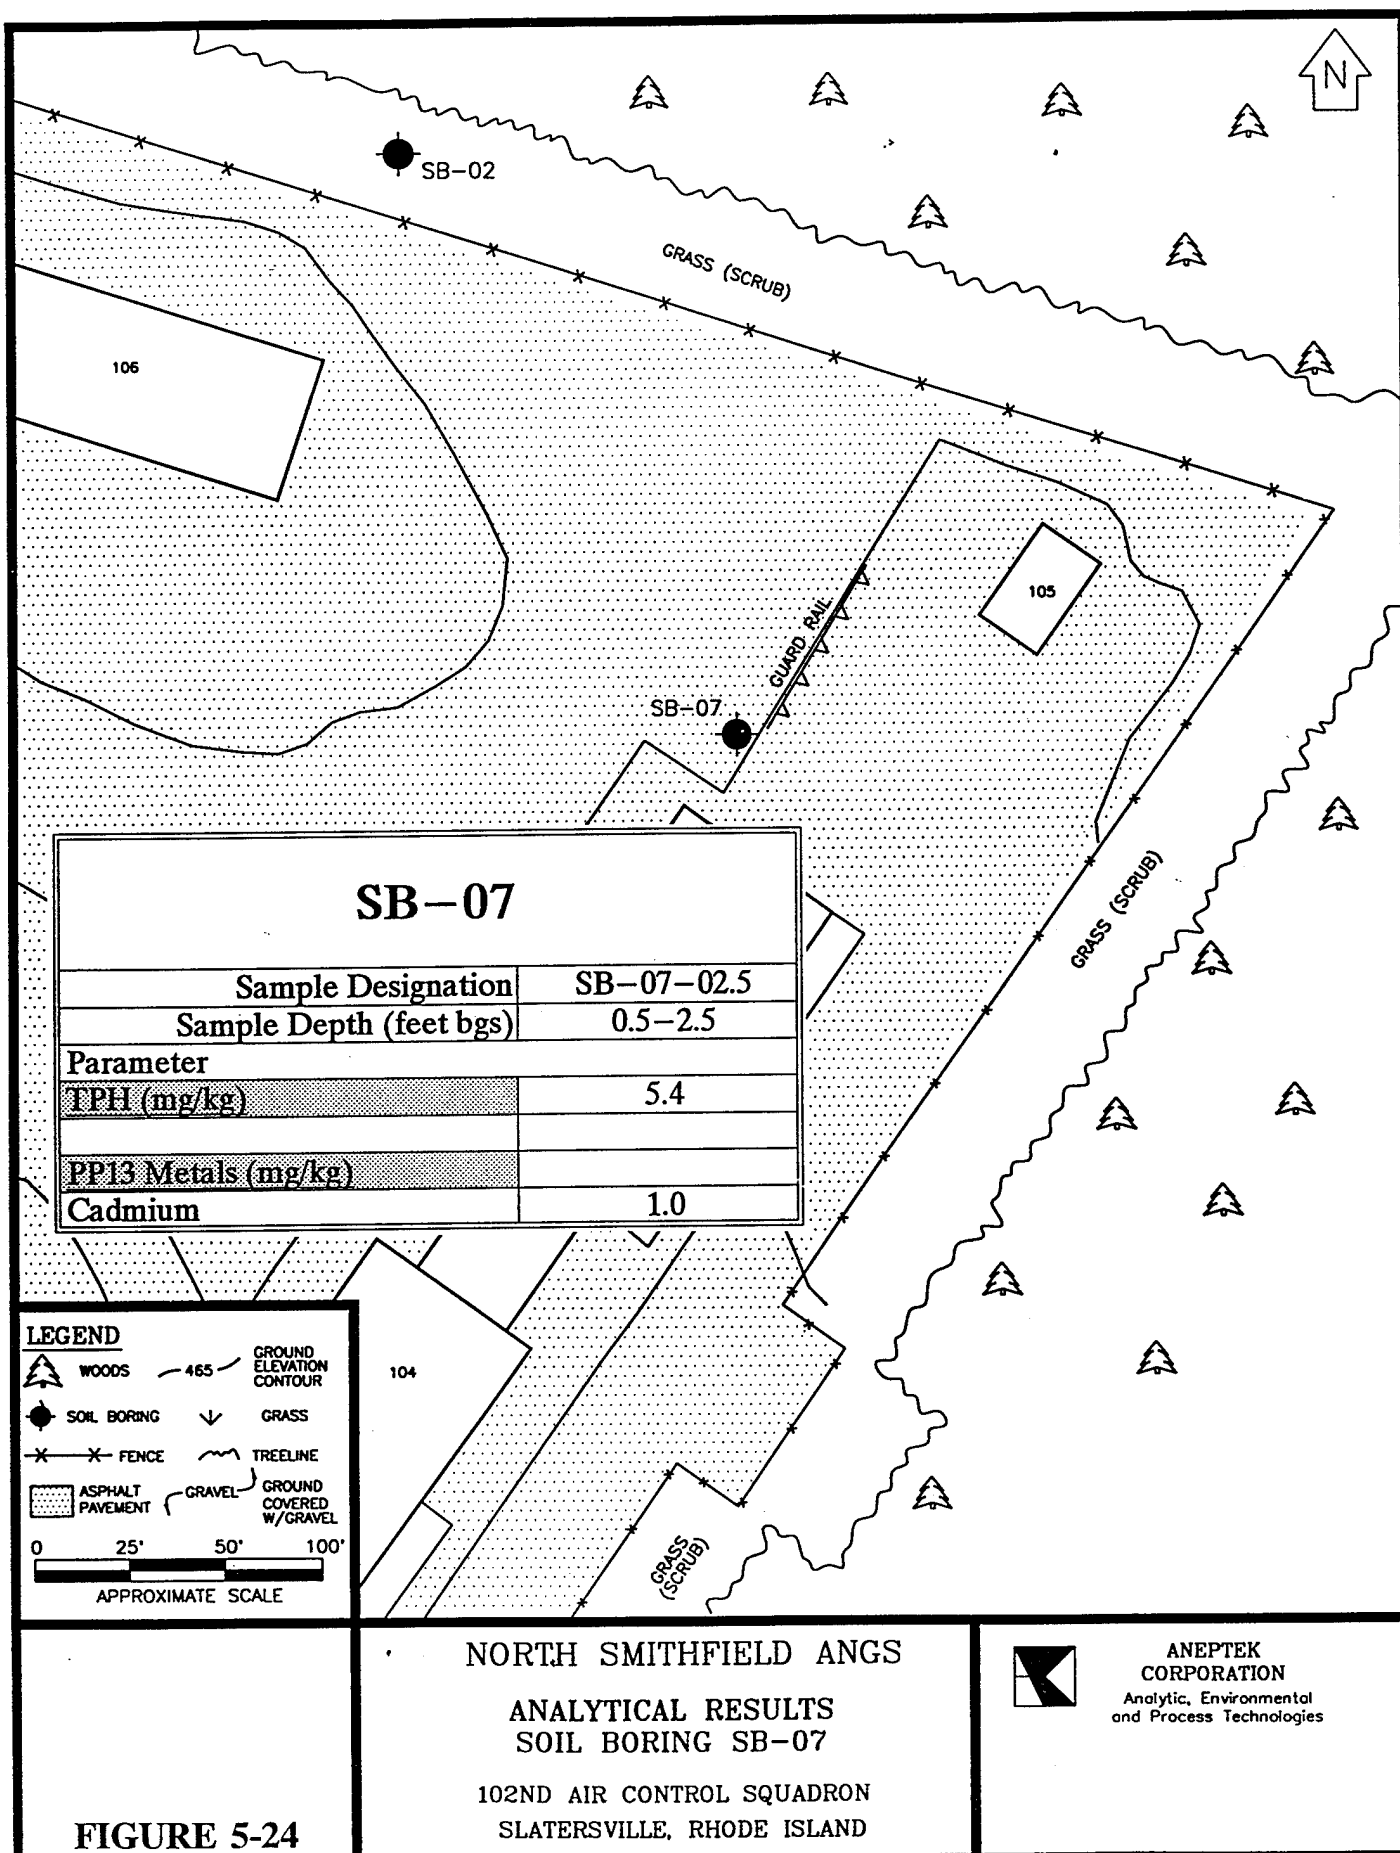 N
SB-02
GRASS (SCRUB)
106
105
GUARD RAIL
SB-07
GRASS (SCRUB)
SB-07
Sample Designation SB-07-02.5
Sample Depth (feet bgs) 0.5-2.5
Parameter
TPH (mg/kg) 5.4
PP13 Metals (mg/kg)
Cadmium 1.0
104
GRASS
(SCRUB)
LEGEND
WOODS
465
GROUND
ELEVATION
CONTOUR
SOIL BORING
GRASS
FENCE
TREELINE
ASPHALT
PAVEMENT
GRAVEL
GROUND
COVERED
W/GRAVEL
0 25' 50' 100'
APPROXIMATE SCALE
FIGURE 5-24
NORTH SMITHFIELD ANGS
ANALYTICAL RESULTS
SOIL BORING SB-07
102ND AIR CONTROL SQUADRON
SLATERSVILLE, RHODE ISLAND
ANEPTEK
CORPORATION
Analytic, Environmental
and Process Technologies